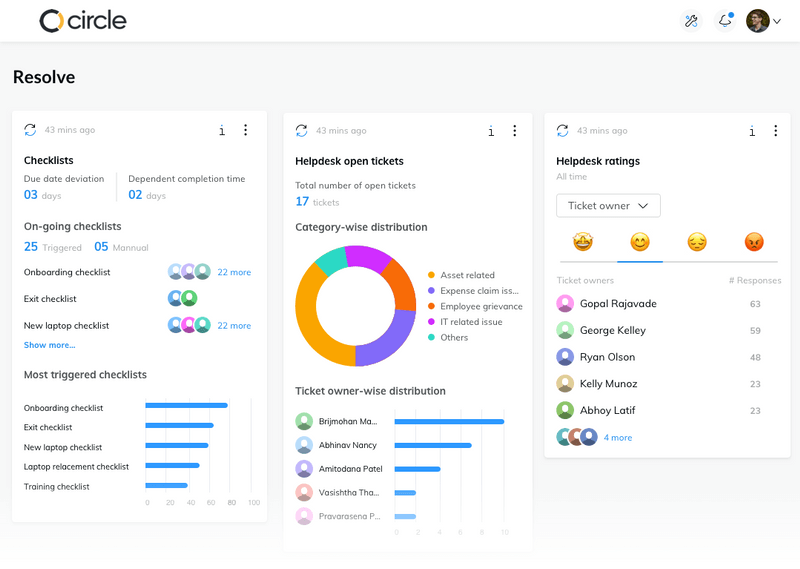 circle
Resolve
43 mins ago
i
Checklists
Due date deviation
03 days
Dependent completion time
02 days
On-going checklists
25 Triggered 05 Mannual
Onboarding checklist 22 more
Exit checklist
New laptop checklist 22 more
Show more...
Most triggered checklists
Onboarding checklist
Exit checklist
New laptop checklist
Laptop relacement checklist
Training checklist
0 20 40 60 80 100
43 mins ago
i
Helpdesk open tickets
Total number of open tickets
17 tickets
Category-wise distribution
Asset related
Expense claim iss...
Employee grievance
IT related issue
Others
Ticket owner-wise distribution
Brijmohan Ma...
Abhinav Nancy
Amitodana Patel
Vasishtha Tha...
Pravarasena P...
0 2 4 6 8 10
43 mins ago
i
Helpdesk ratings
All time
Ticket owner
Ticket owners # Responses
Gopal Rajavade 63
George Kelley 59
Ryan Olson 48
Kelly Munoz 23
Abhoy Latif 23
4 more